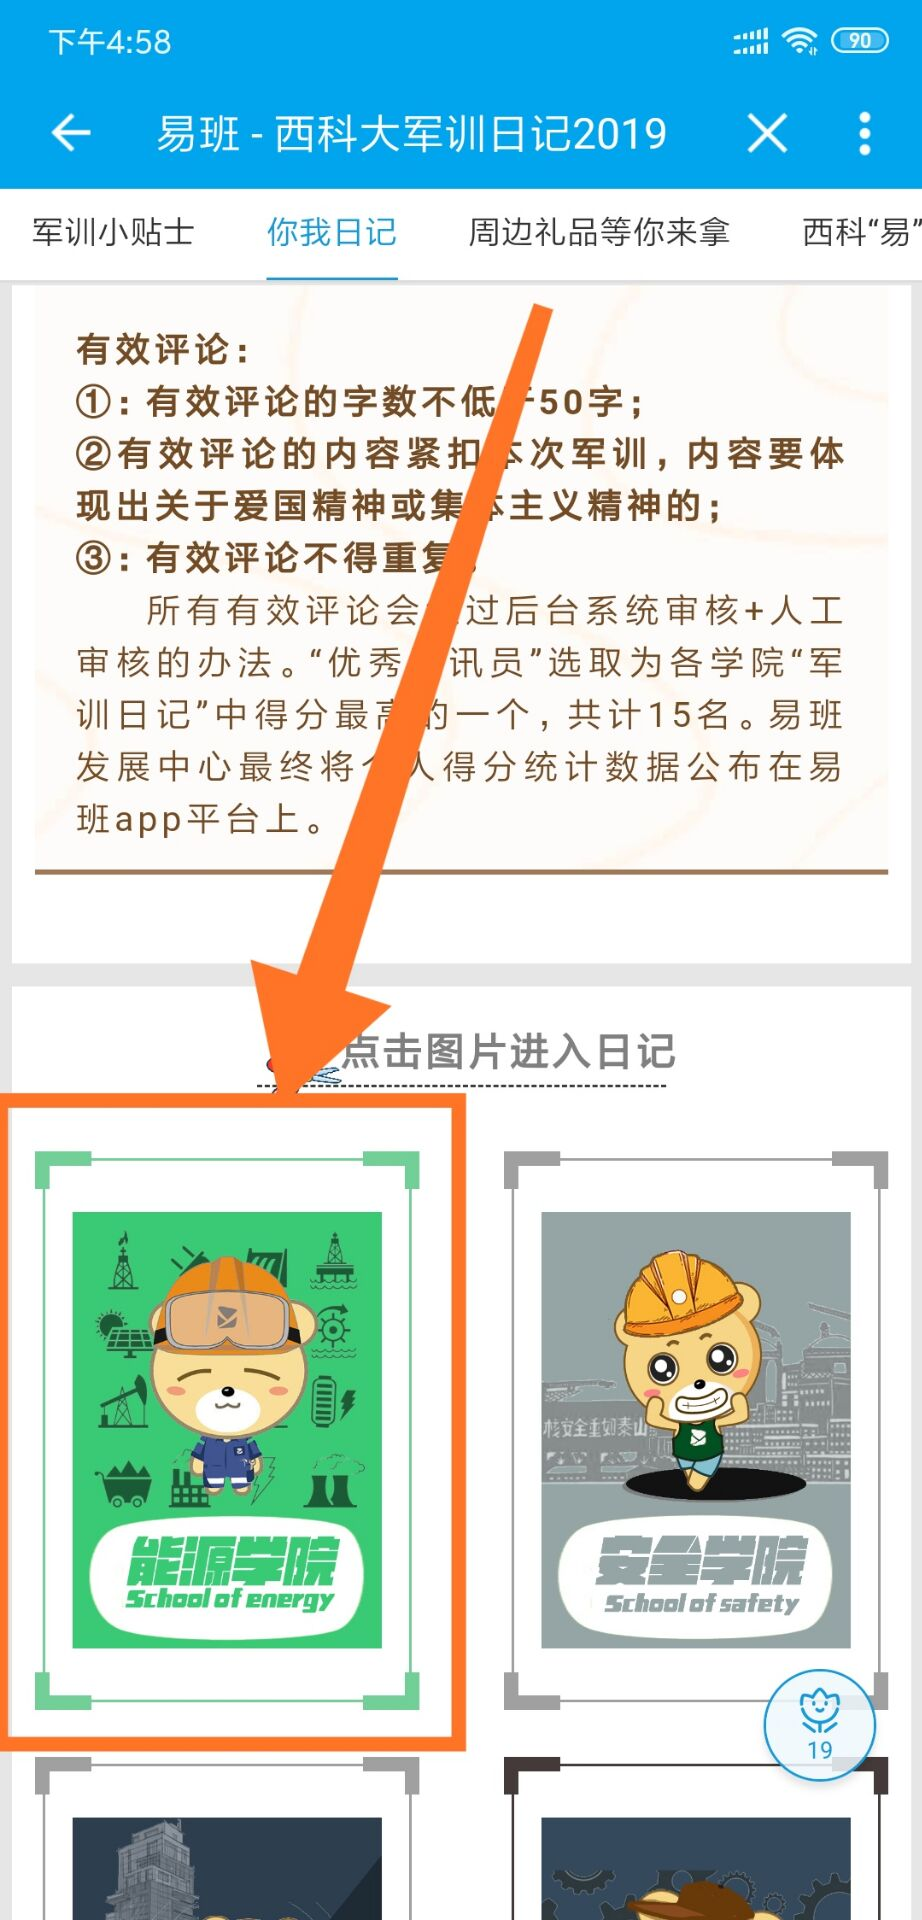 下午4:58
90
易班 - 西科大军训日记2019
军训小贴士
你我日记
周边礼品等你来拿
西科“易”
有效评论：
①：有效评论的字数不低 50字；
②有效评论的内容紧扣本次军训，内容要体
现出关于爱国精神或集体主义精神的；
③：有效评论不得重复
所有有效评论会 过后台系统审核+人工
审核的办法。“优秀 讯员”选取为各学院“军
训日记”中得分最高的一个，共计15名。易班
发展中心最终将个人得分统计数据公布在易
班app平台上。
点击图片进入日记
能源学院
School of energy
核安全重如泰山
安全学院
School of safety
19